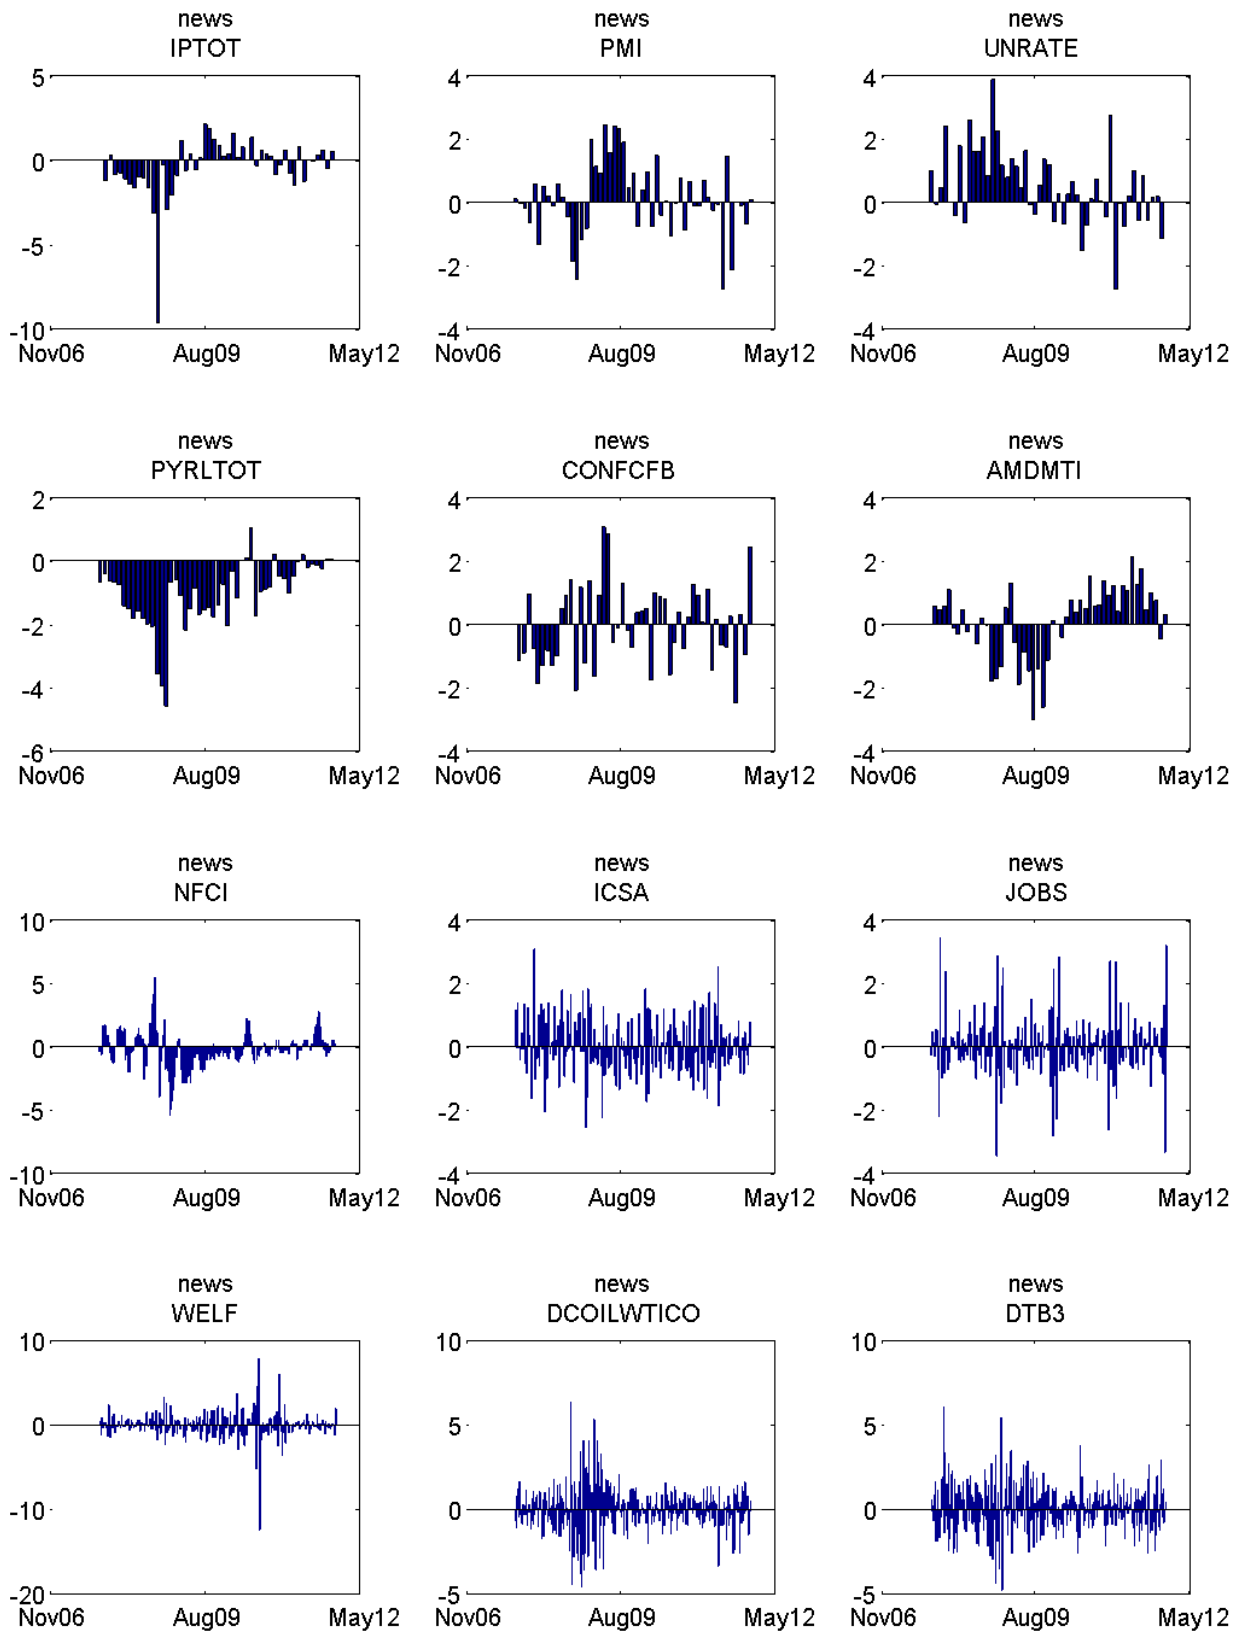 news news news
IPTOT PMI UNRATE
5 4 4
2 2
0 0 0
-5 -2 -2
-10 -4 -4
Nov06 Aug09 May12 Nov06 Aug09 May12 Nov06 Aug09 May12
news news news
PYRLTOT CONFCFB AMDMTI
2 4 4
0 2 2
-2 0 0
-4 -2 -2
-6 -4 -4
Nov06 Aug09 May12 Nov06 Aug09 May12 Nov06 Aug09 May12
news news news
NFCI ICSA JOBS
10 4 4
5 2 2
0 0 0
-5 -2 -2
-10 -4 -4
Nov06 Aug09 May12 Nov06 Aug09 May12 Nov06 Aug09 May12
news news news
WELF DCOILWTICO DTB3
10 10 10
0 5 5
-10 0 0
-20 -5 -5
Nov06 Aug09 May12 Nov06 Aug09 May12 Nov06 Aug09 May12